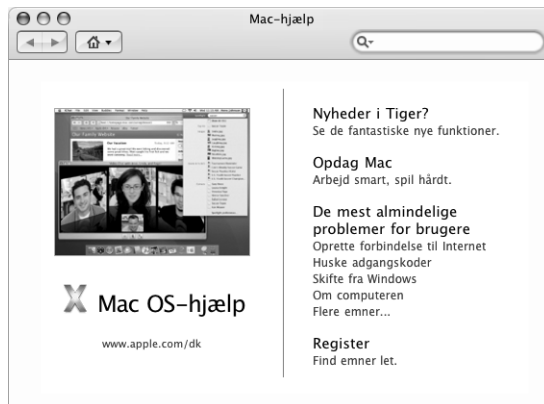 Mac-hjælp
Mac OS-hjælp
www.apple.com/dk
Nyheder i Tiger?
Se de fantastiske nye funktioner.
Opdag Mac
Arbejd smart, spil hårdt.
De mest almindelige
problemer for brugere
Oprette forbindelse til Internet
Huske adgangskoder
Skifte fra Windows
Om computeren
Flere emner...
Register
Find emner let.